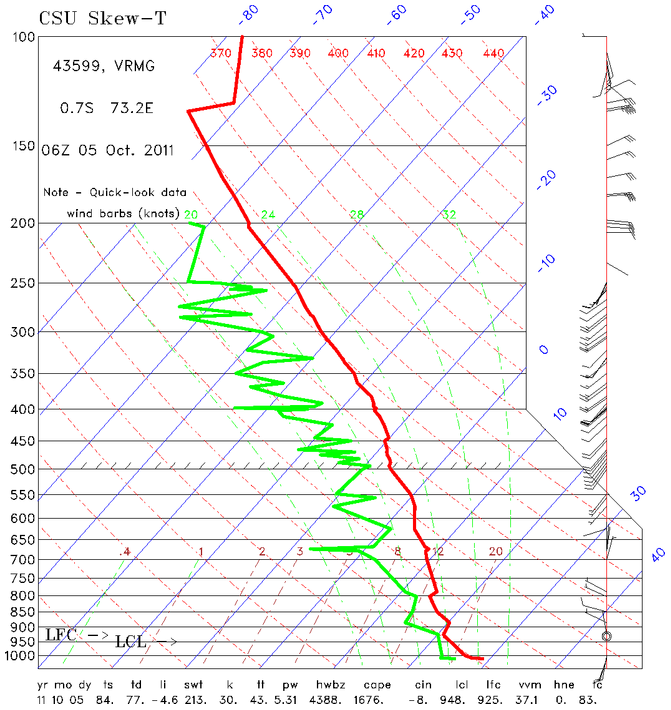 CSU Skew-T
-80 -70 -60 -50 -40
100
370 380 390 400 410 420 430 440
43599, VRMG
-30
0.7S 73.2E
150
06Z 05 Oct. 2011
-20
Note - Quick-look data
wind barbs (knots)
20 24 28 32
200
-10
250
300
0
350
400
10
450
500
30
550
600
650
.4 1 2 3 5 8 12 20
40
700
750
800
850
900
LFC ->
LCL ->
950
1000
yr mo dy ts td li swt k tt pw hwbz cape cin lcl lfc vvm hne fc
11 10 05 84. 77. -4.6 213. 30. 43. 5.31 4388. 1676. -8. 948. 925. 37.1 0. 83.